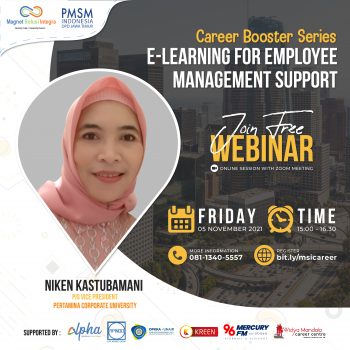 Magnet Solusi Integra
PMSM
INDONESIA
DPD JAWA TIMUR
Career Booster Series
E-LEARNING FOR EMPLOYEE
MANAGEMENT SUPPORT
Join Free
WEBINAR
ONLINE SESSION WITH ZOOM MEETING
FRIDAY
05 NOVEMBER 2021
TIME
15:00 - 16.30
MORE INFORMATION
081-1340-5557
REGISTER
bit.ly/msicareer
NIKEN KASTUBAMANI
PJS VICE PRESIDENT
PERTAMINA CORPORATE UNIVERSITY
SUPPORTED BY :
alpha
KREEN
96 MERCURY
FM
Widya Mandala
career centre